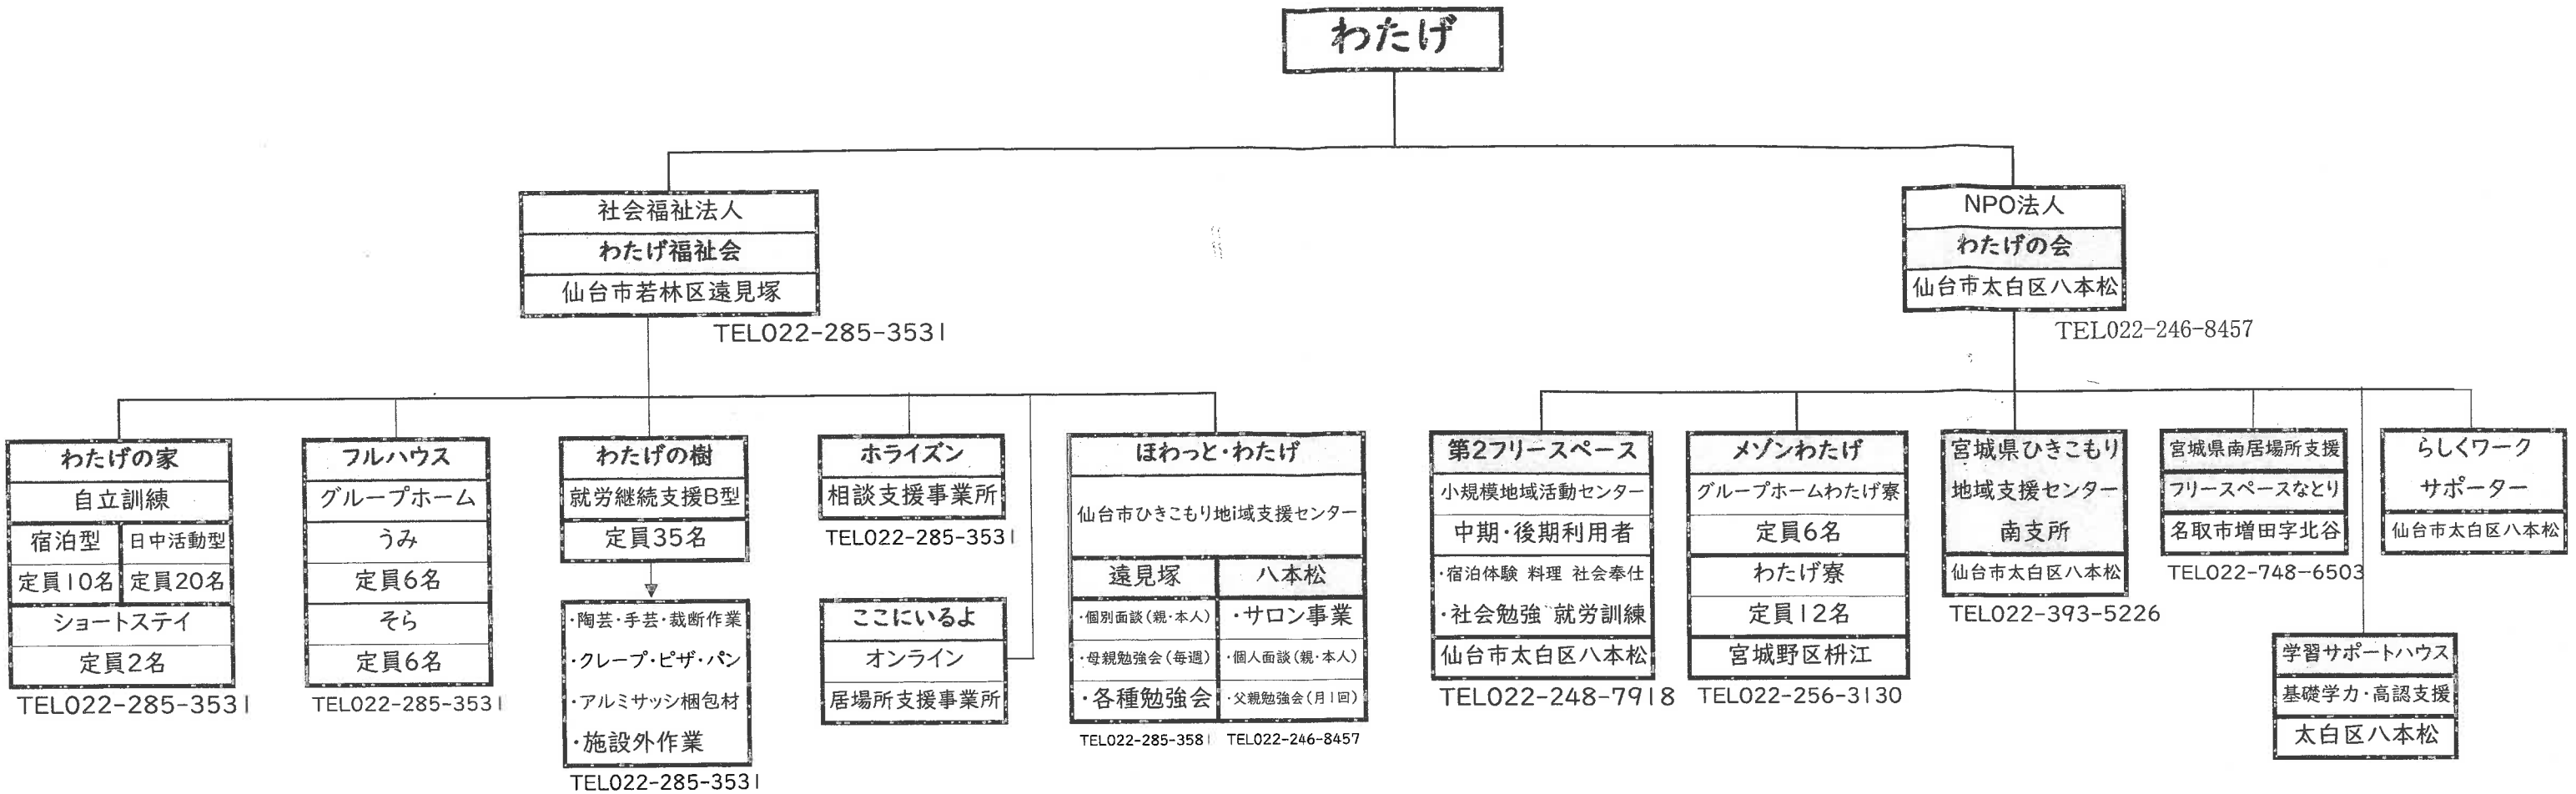 わたげ
社会福祉法人
わたげ福祉会
仙台市若林区遠見塚
TEL022-285-3531
NPO法人
わたげの会
仙台市太白区八本松
TEL022-246-8457
わたげの家
自立訓練
宿泊型 日中活動型
定員10名 定員20名
ショートステイ
定員2名
TEL022-285-3531
フルハウス
グループホーム
うみ
定員6名
そら
定員6名
TEL022-285-3531
わたげの樹
就労継続支援B型
定員35名
・陶芸・手芸・裁断作業
・クレープ・ピザ・パン
・アルミサッシ梱包材
・施設外作業
TEL022-285-3531
ホライズン
相談支援事業所
TEL022-285-3531
ここにいるよ
オンライン
居場所支援事業所
ほわっと・わたげ
仙台市ひきこもり地i域支援センター
遠見塚 八本松
・個別面談(親・本人) ・サロン事業
・母親勉強会(毎週) ・個人面談(親・本人)
・各種勉強会 ・父親勉強会(月1回)
TEL022-285-3581 TEL022-246-8457
第2フリースペース
小規模地域活動センター
中期・後期利用者
・宿泊体験 料理 社会奉仕
・社会勉強 就労訓練
仙台市太白区八本松
TEL022-248-7918
メゾンわたげ
グループホームわたげ寮
定員6名
わたげ寮
定員12名
宮城野区枡江
TEL022-256-3130
宮城県ひきこもり
地域支援センター
南支所
仙台市太白区八本松
TEL022-393-5226
宮城県南居場所支援
フリースペースなとり
名取市増田字北谷
TEL022-748-6503
らしくワーク
サポーター
仙台市太白区八本松
学習サポートハウス
基礎学力・高認支援
太白区八本松